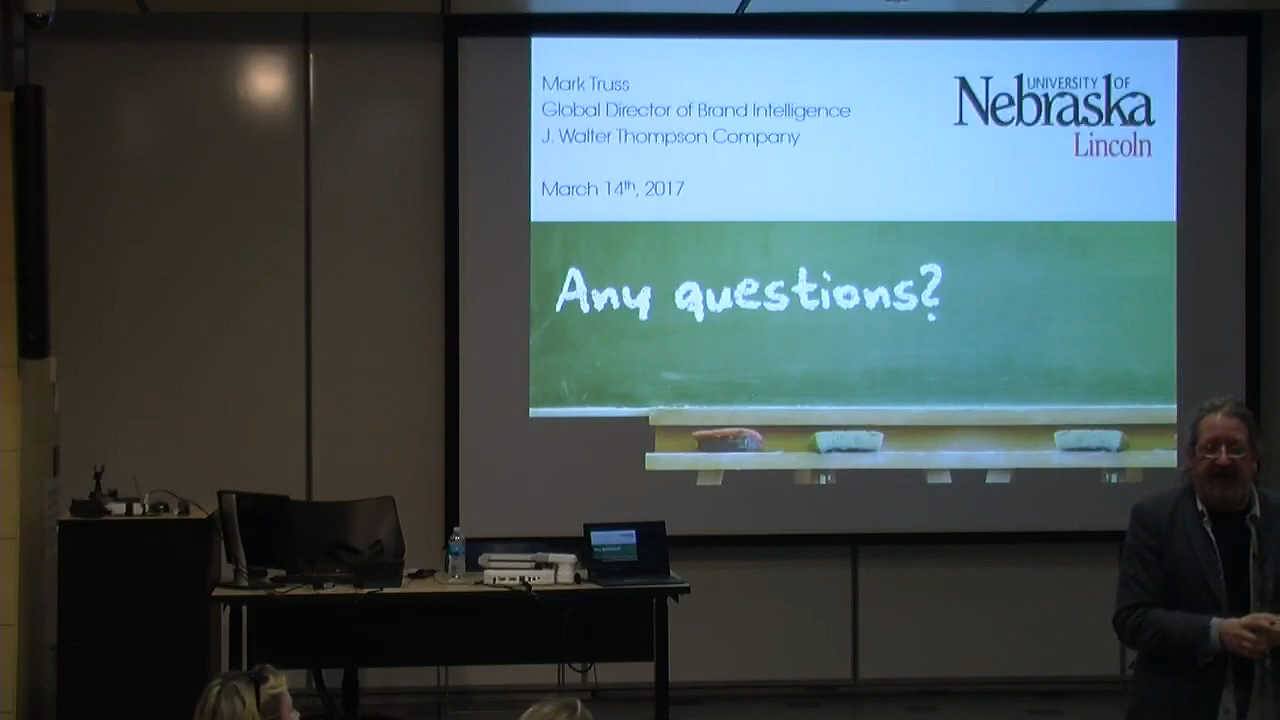 Mark Truss
Global Director of Brand Intelligence
J. Walter Thompson Company
March 14th, 2017
UNIVERSITY OF
Nebraska
Lincoln
Any questions?